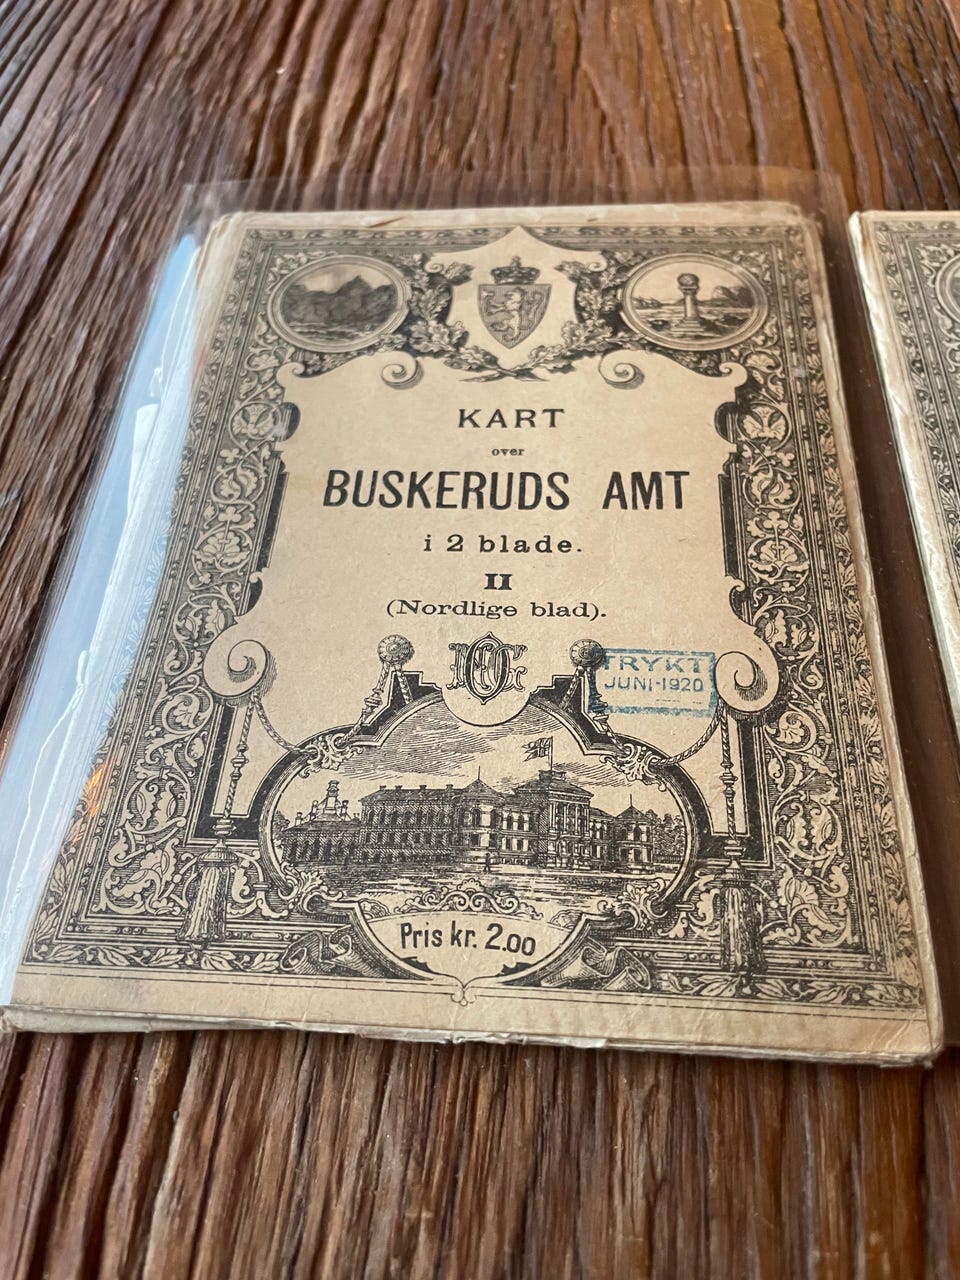 KART
over
BUSKERUDS AMT
i 2 blade.
II
(Nordlige blad).
TRYKT
JUNI-1920
Pris kr. 2.00